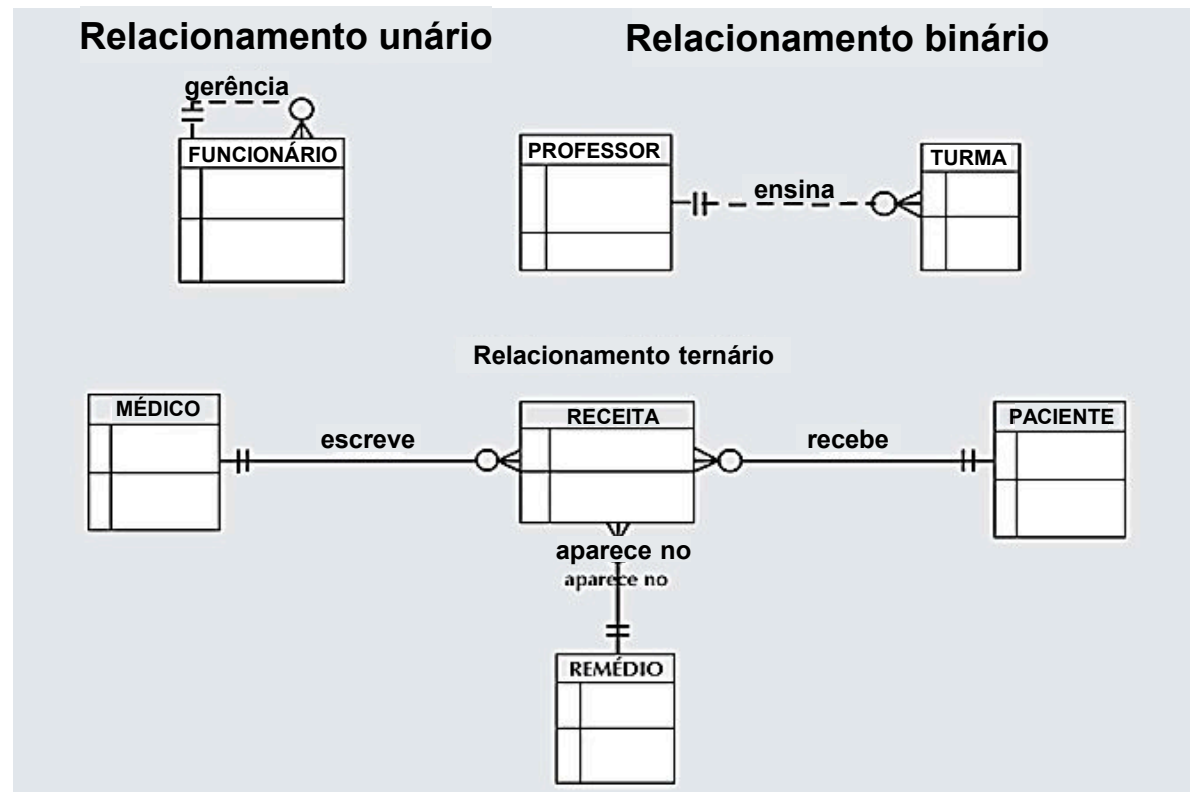 Relacionamento unário
Relacionamento binário
gerência
FUNCIONÁRIO
PROFESSOR
ensina
TURMA
Relacionamento ternário
MÉDICO
escreve
RECEITA
recebe
PACIENTE
aparece no
aparece no
REMÉDIO